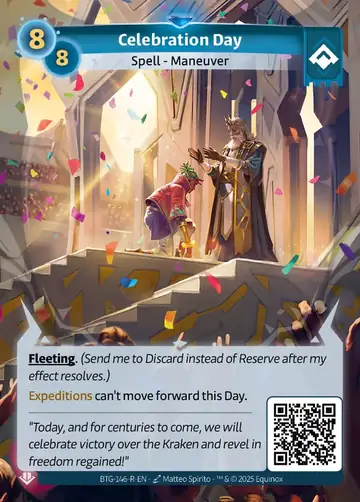 8
8
Celebration Day
Spell - Maneuver
Fleeting. (Send me to Discard instead of Reserve after my
effect resolves.)
Expeditions can't move forward this Day.
"Today, and for centuries to come, we will
celebrate victory over the Kraken and revel in
freedom regained!"
BTG-146-R-EN - Matteo Spirito - ™ & © 2025 Equinox